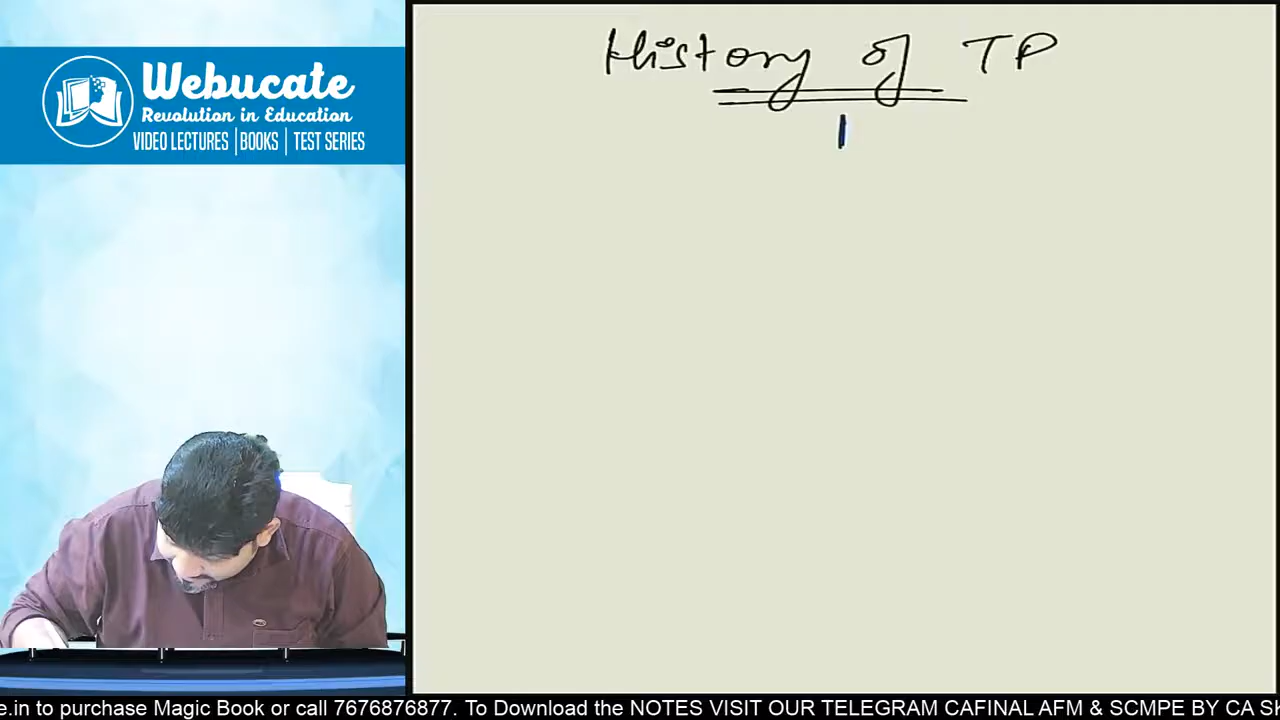 History of TP
Webucate
Revolution in Education
VIDEO LECTURES | BOOKS | TEST SERIES
e.in to purchase Magic Book or call 7676876877. To Download the NOTES VISIT OUR TELEGRAM CAFINAL AFM & SCMPE BY CA SH